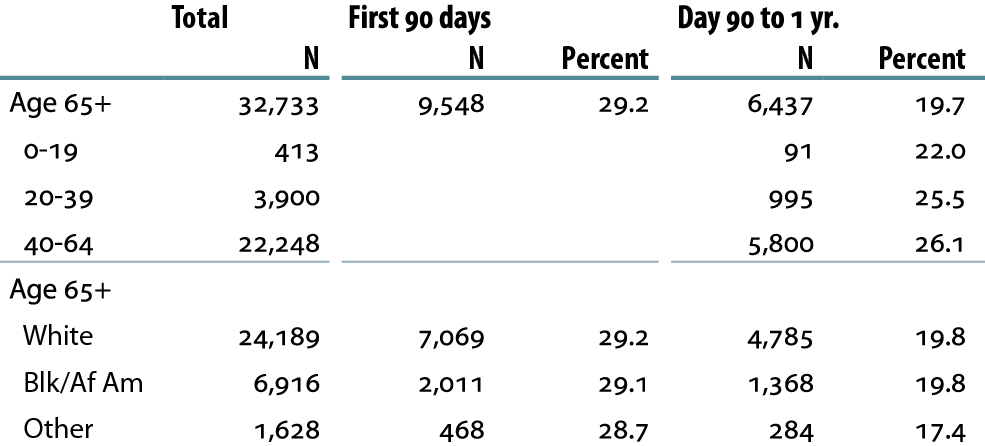 Total First 90 days Day 90 to 1 yr.
N N Percent N Percent
Age 65+ 32,733 9,548 29.2 6,437 19.7
0-19 413 91 22.0
20-39 3,900 995 25.5
40-64 22,248 5,800 26.1
Age 65+
White 24,189 7,069 29.2 4,785 19.8
Blk/Af Am 6,916 2,011 29.1 1,368 19.8
Other 1,628 468 28.7 284 17.4